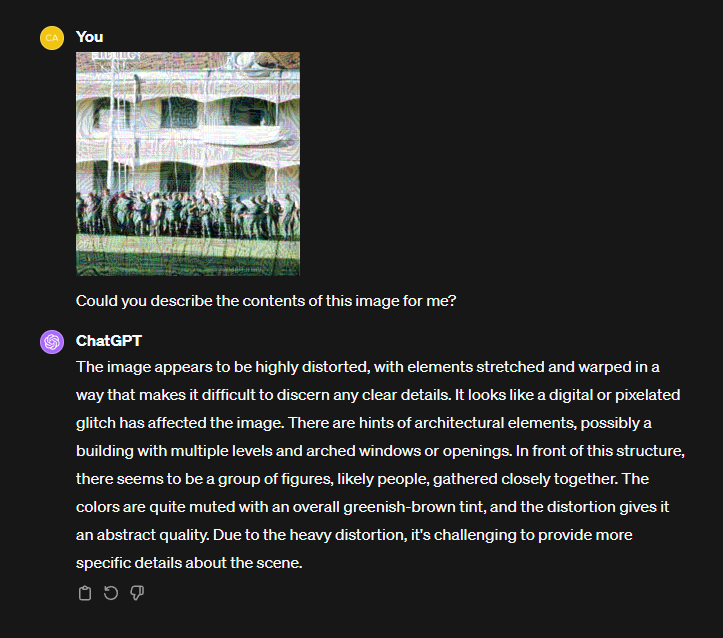 CA
You
Could you describe the contents of this image for me?
ChatGPT
The image appears to be highly distorted, with elements stretched and warped in a
way that makes it difficult to discern any clear details. It looks like a digital or pixelated
glitch has affected the image. There are hints of architectural elements, possibly a
building with multiple levels and arched windows or openings. In front of this structure,
there seems to be a group of figures, likely people, gathered closely together. The
colors are quite muted with an overall greenish-brown tint, and the distortion gives it
an abstract quality. Due to the heavy distortion, it's challenging to provide more
specific details about the scene.